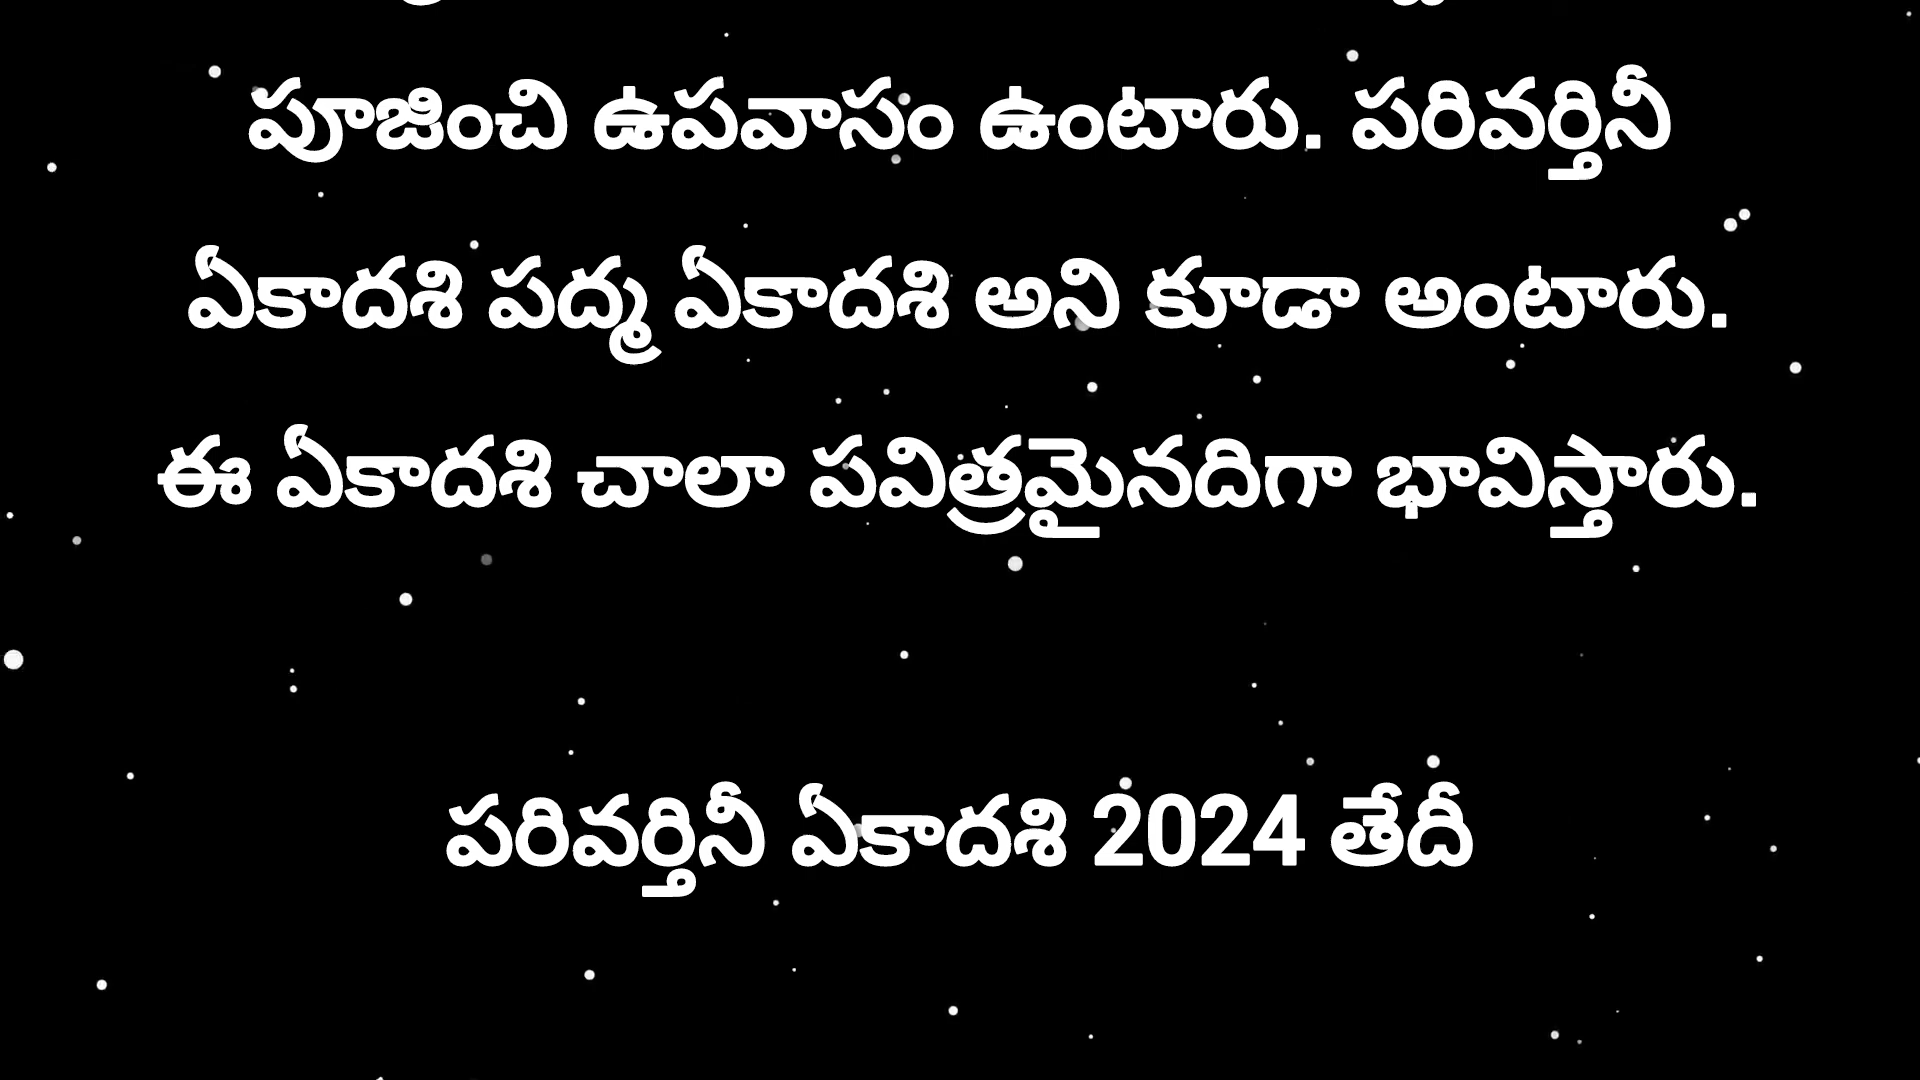 పూజించి ఉపవాసం ఉంటారు. పరివర్తినీ
ఏకాదశి పద్మ ఏకాదశి అని కూడా అంటారు.
ఈ ఏకాదశి చాలా పవిత్రమైనదిగా భావిస్తారు.
పరివర్తినీ ఏకాదశి 2024 తేదీ